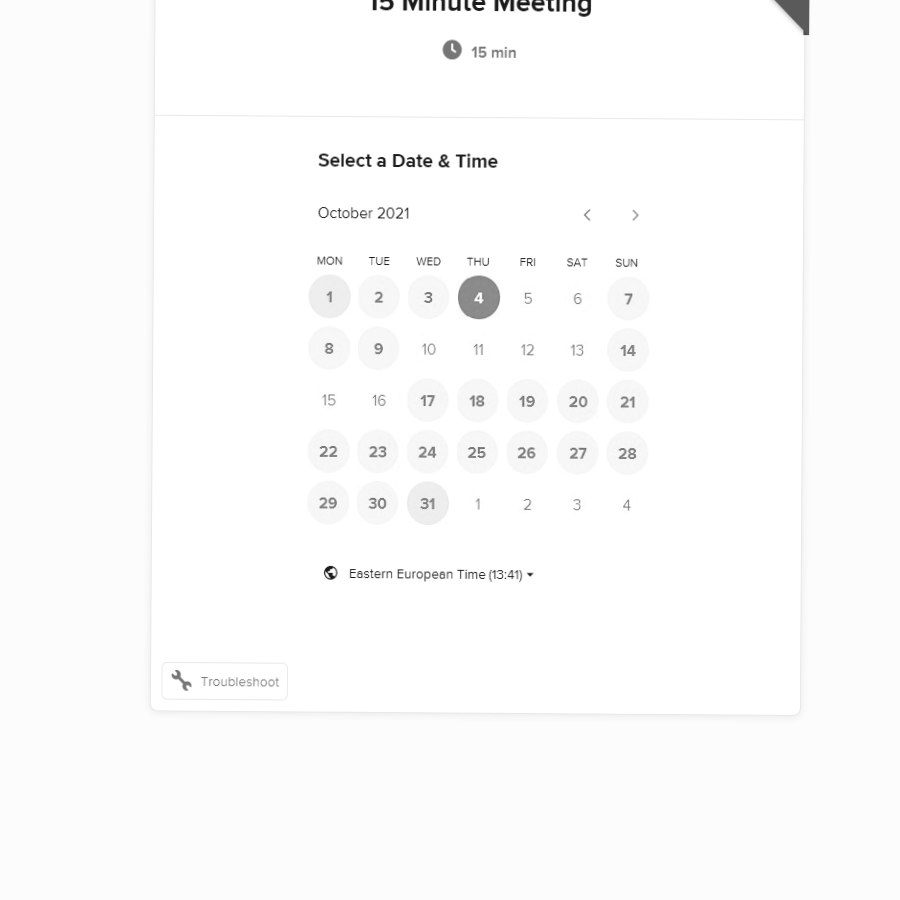 15 Minute Meeting
15 min
Select a Date & Time
October 2021
MON TUE WED THU FRI SAT SUN
1 2 3 4 5 6 7
8 9 10 11 12 13 14
15 16 17 18 19 20 21
22 23 24 25 26 27 28
29 30 31 1 2 3 4
Eastern European Time (13:41)
Troubleshoot